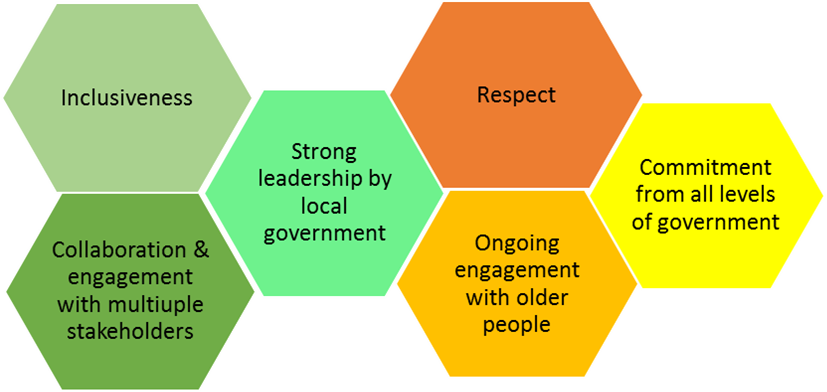 Inclusiveness
Collaboration &
engagement
with multiuple
stakeholders
Strong
leadership by
local
government
Respect
Ongoing
engagement
with older
people
Commitment
from all levels
of government